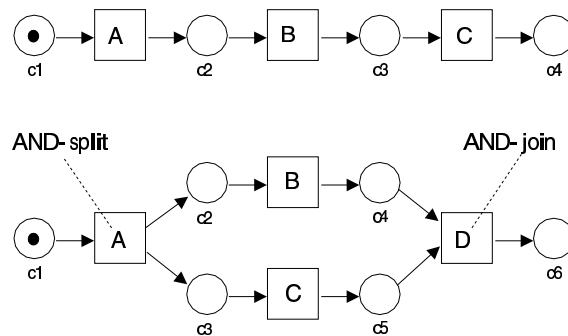 A B C
c1 c2 c3 c4
AND-split AND-join
B
c2 c4
A D
c1 c6
C
c3 c5